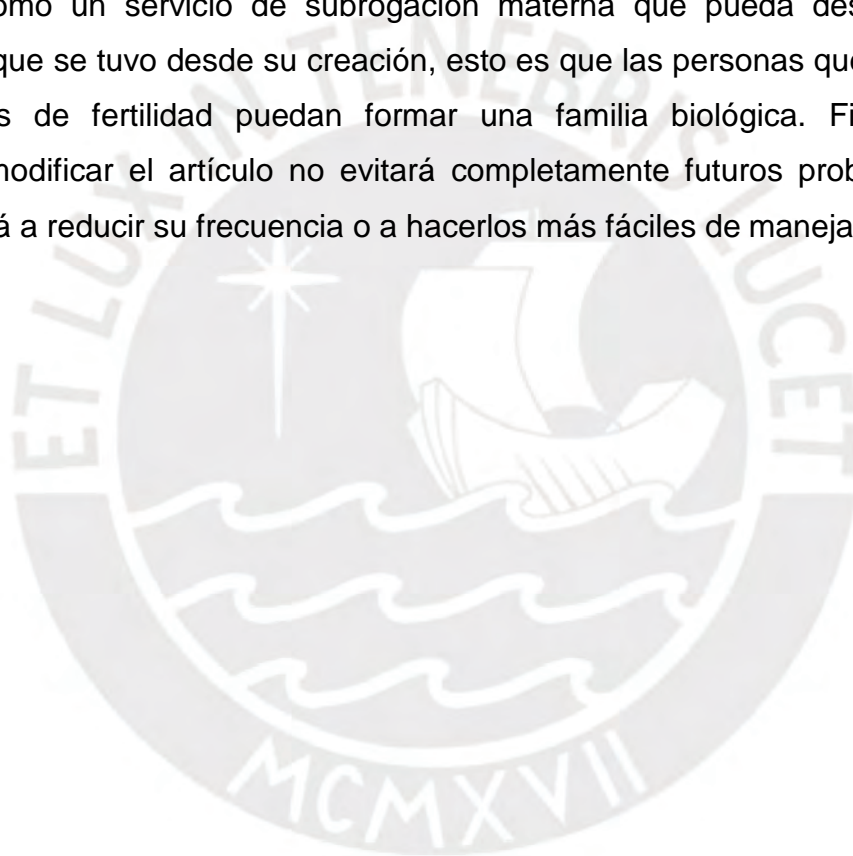 omo un servicio de subrogación materna que pueda des
que se tuvo desde su creación, esto es que las personas que
s de fertilidad puedan formar una familia biológica. Fi
modificar el artículo no evitará completamente futuros prob
á a reducir su frecuencia o a hacerlos más fáciles de maneja
ET LUX IN TENEBRIS LUCET
MCMXVII